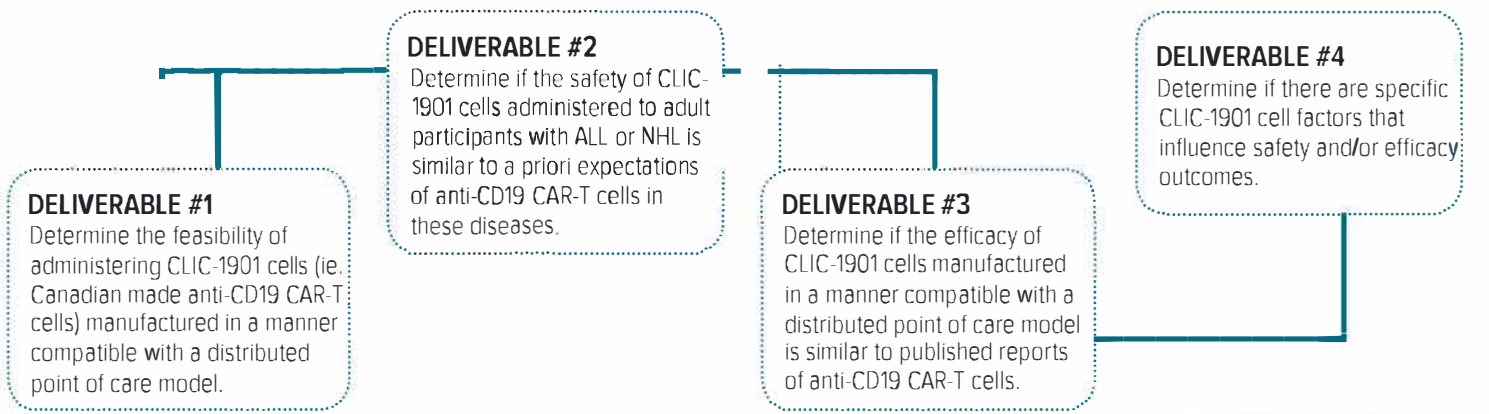 DELIVERABLE #1
Determine the feasibility of
administering CLIC-1901 cells (ie.
Canadian made anti-CD19 CAR-T
cells) manufactured in a manner
compatible with a distributed
point of care model.
DELIVERABLE #2
Determine if the safety of CLIC-
1901 cells administered to adult
participants with ALL or NHL is
similar to a priori expectations
of anti-CD19 CAR-T cells in
these diseases.
DELIVERABLE #3
Determine if the efficacy of
CLIC-1901 cells manufactured
in a manner compatible with a
distributed point of care model
is similar to published reports
of anti-CD19 CAR-T cells.
DELIVERABLE #4
Determine if there are specific
CLIC-1901 cell factors that
influence safety and/or efficacy
outcomes.